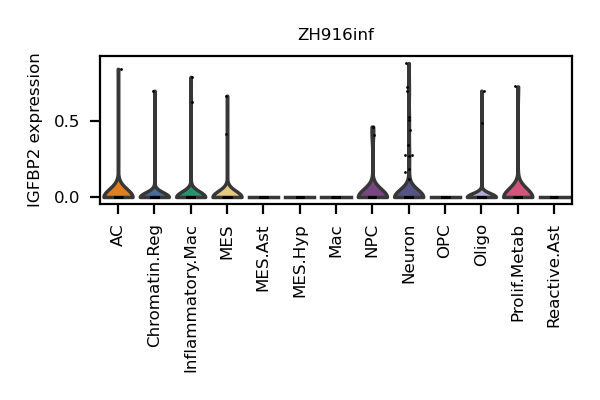 ZH916inf
IGFBP2 expression
0.5
0.0
AC
Chromatin.Reg
Inflammatory.Mac
MES
MES.Ast
MES.Hyp
Mac
NPC
Neuron
OPC
Oligo
Prolif.Metab
Reactive.Ast